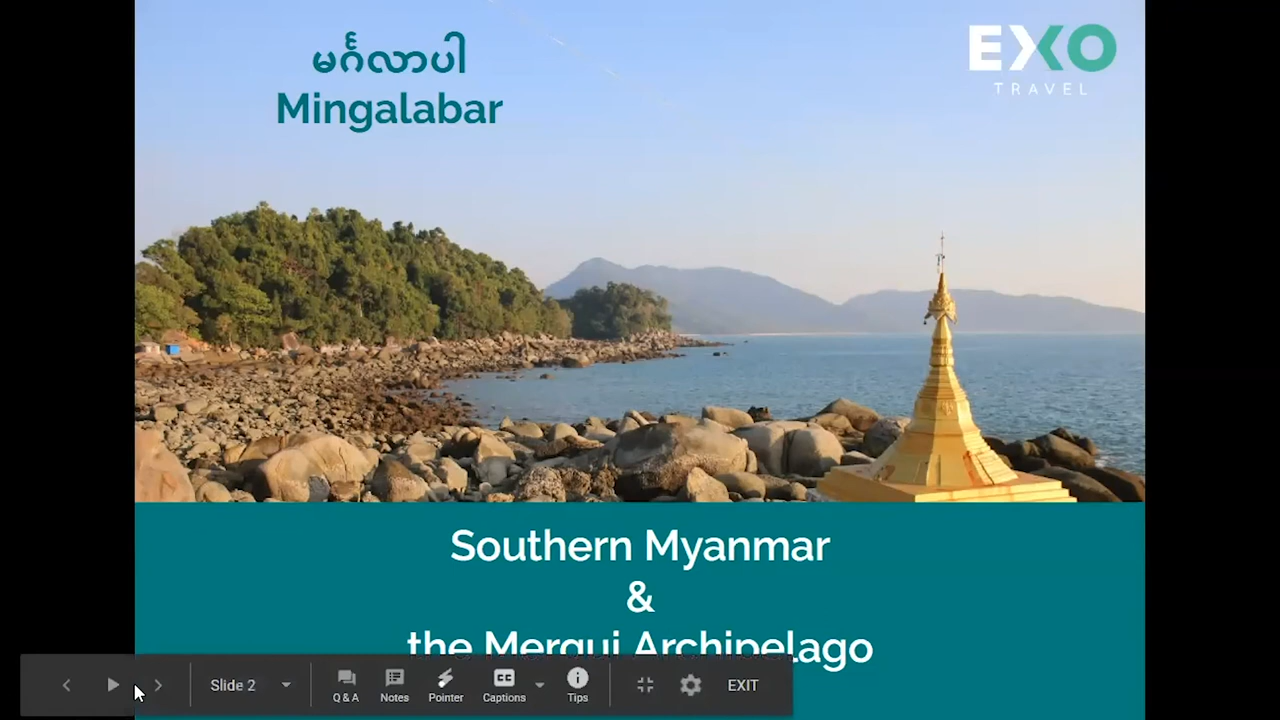 မင်္ဂလာပါ
Mingalabar
EXO
TRAVEL
Southern Myanmar
&
the Mergui Archipelago
Slide 2
Q & A
Notes
Pointer
CC
Captions
Tips
EXIT